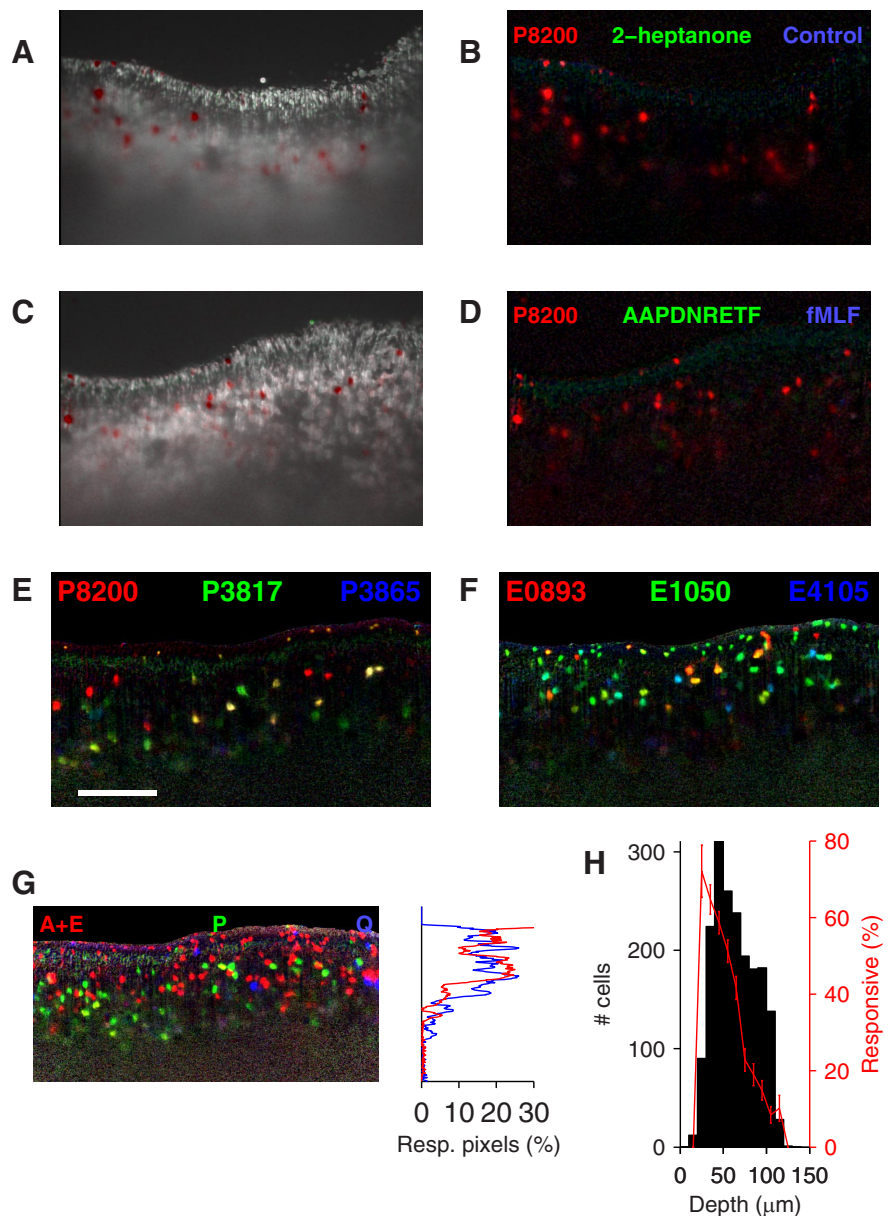 A
B
P8200 2-heptanone Control
C
D
P8200 AAPDNRETF fMLF
E
P8200 P3817 P3865
F
E0893 E1050 E4105
G
A+E P Q
0 10 20 30
Resp. pixels (%)
H
300
200
100
0
# cells
80
60
40
20
0
Responsive (%)
0 50 100 150
Depth (μm)